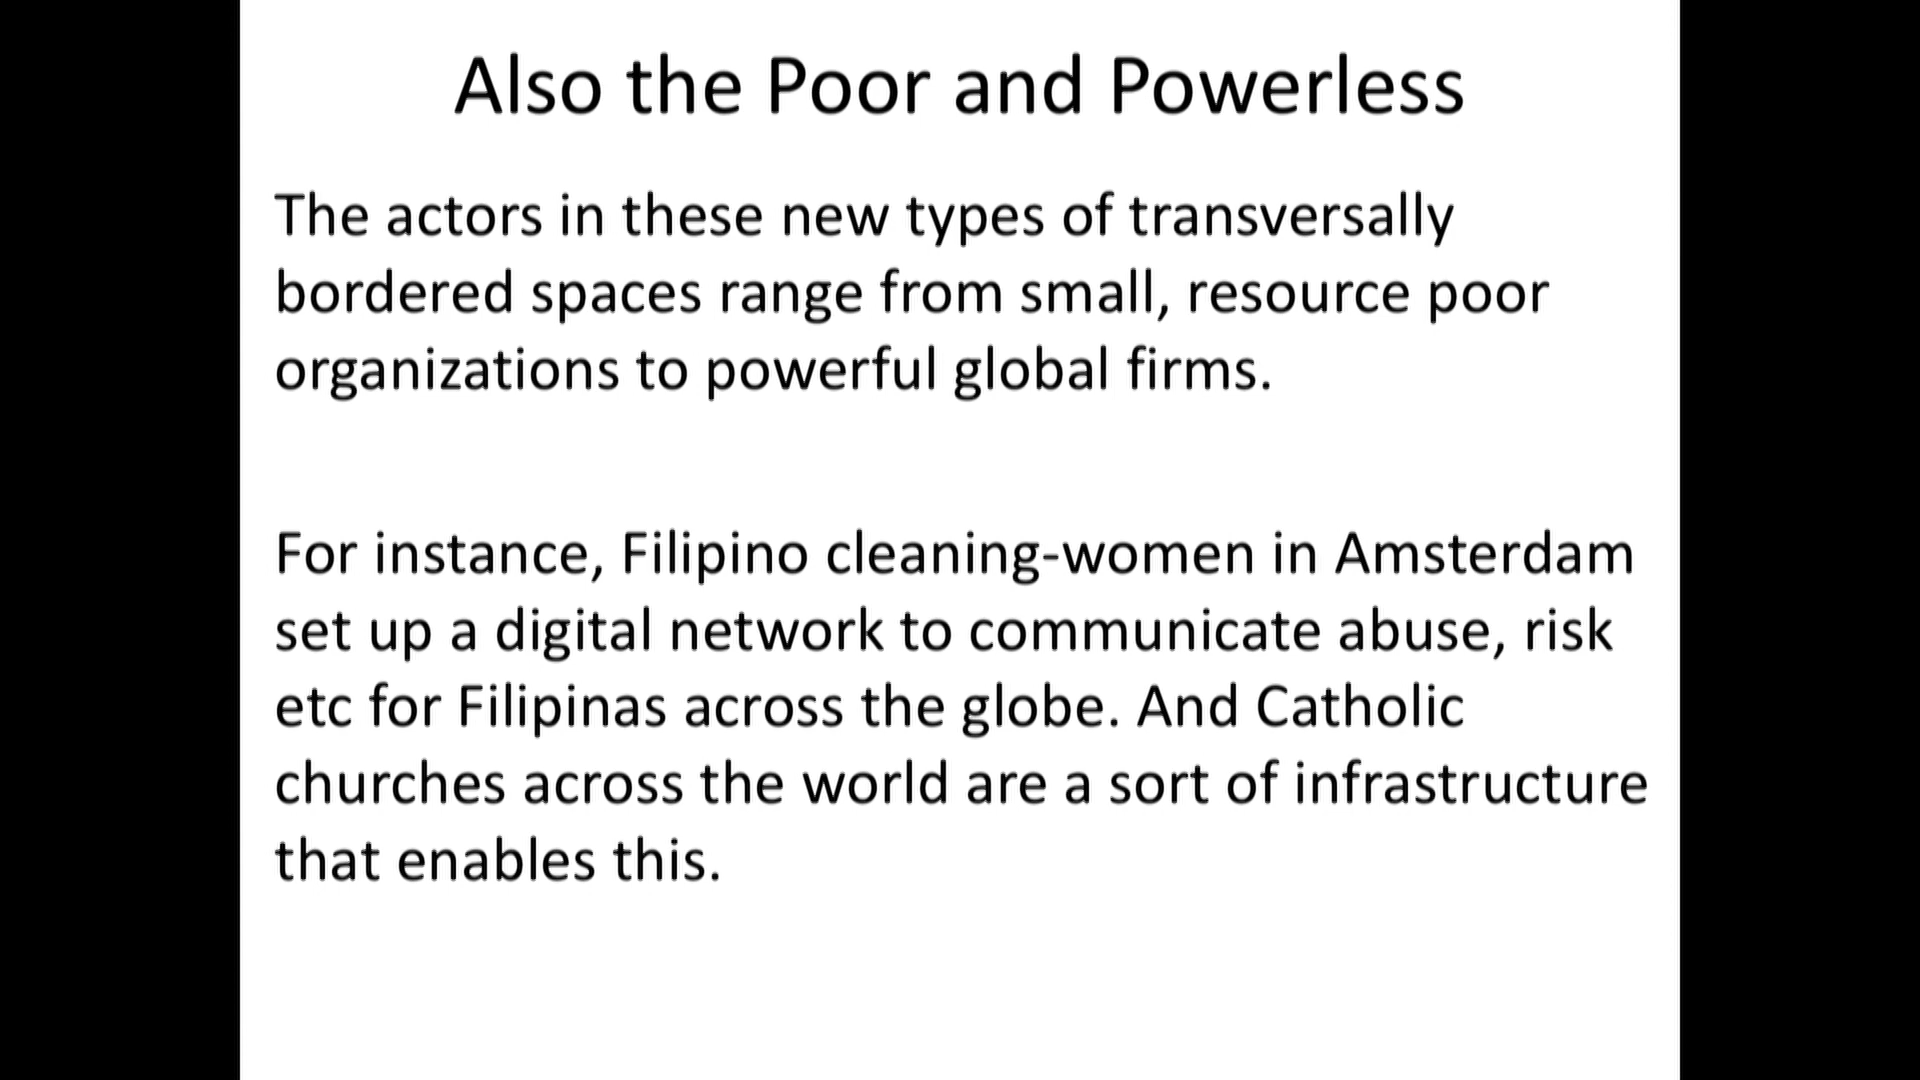 Also the Poor and Powerless
The actors in these new types of transversally
bordered spaces range from small, resource poor
organizations to powerful global firms.
For instance, Filipino cleaning-women in Amsterdam
set up a digital network to communicate abuse, risk
etc for Filipinas across the globe. And Catholic
churches across the world are a sort of infrastructure
that enables this.